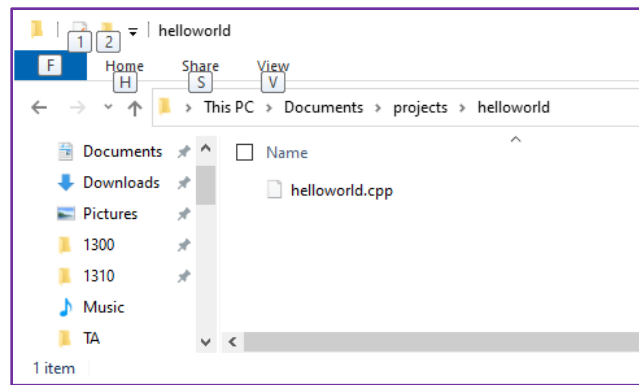 helloworld
1 2
F Home Share View
H S V
This PC > Documents > projects > helloworld
Documents
Name
Downloads
helloworld.cpp
Pictures
1300
1310
Music
TA
1 item